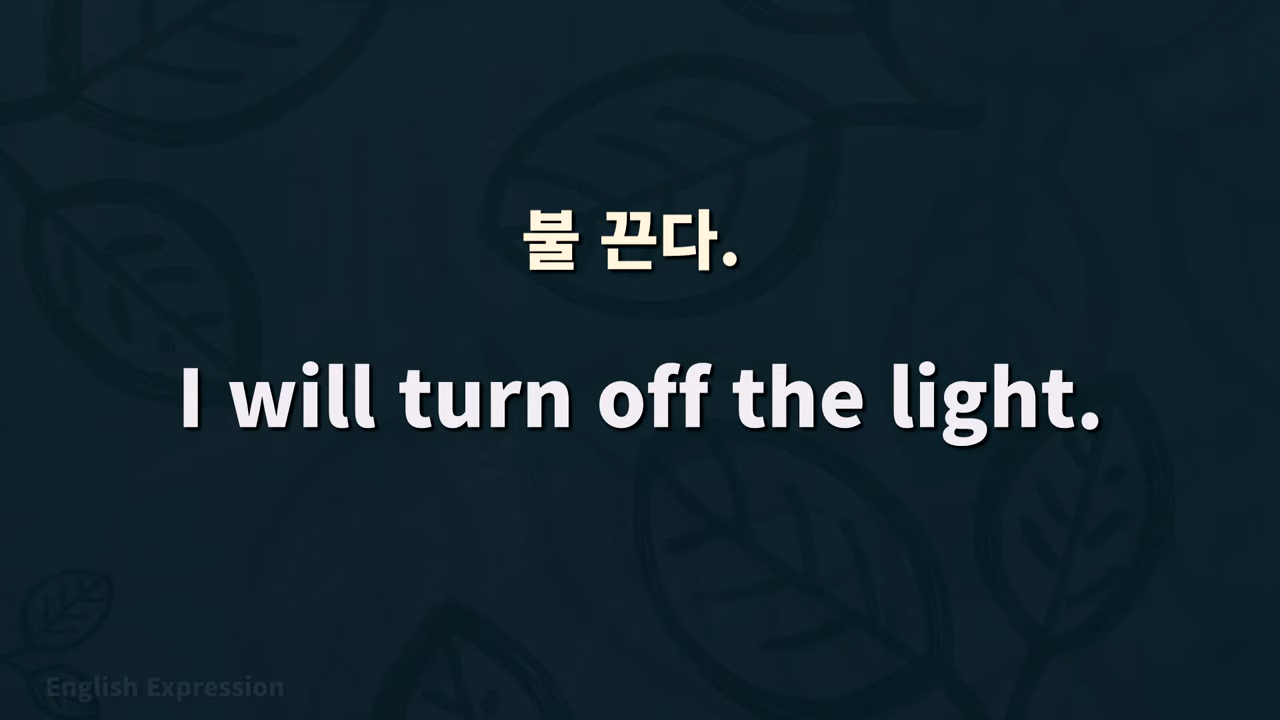 불 끈다.
I will turn off the light.
English Expression